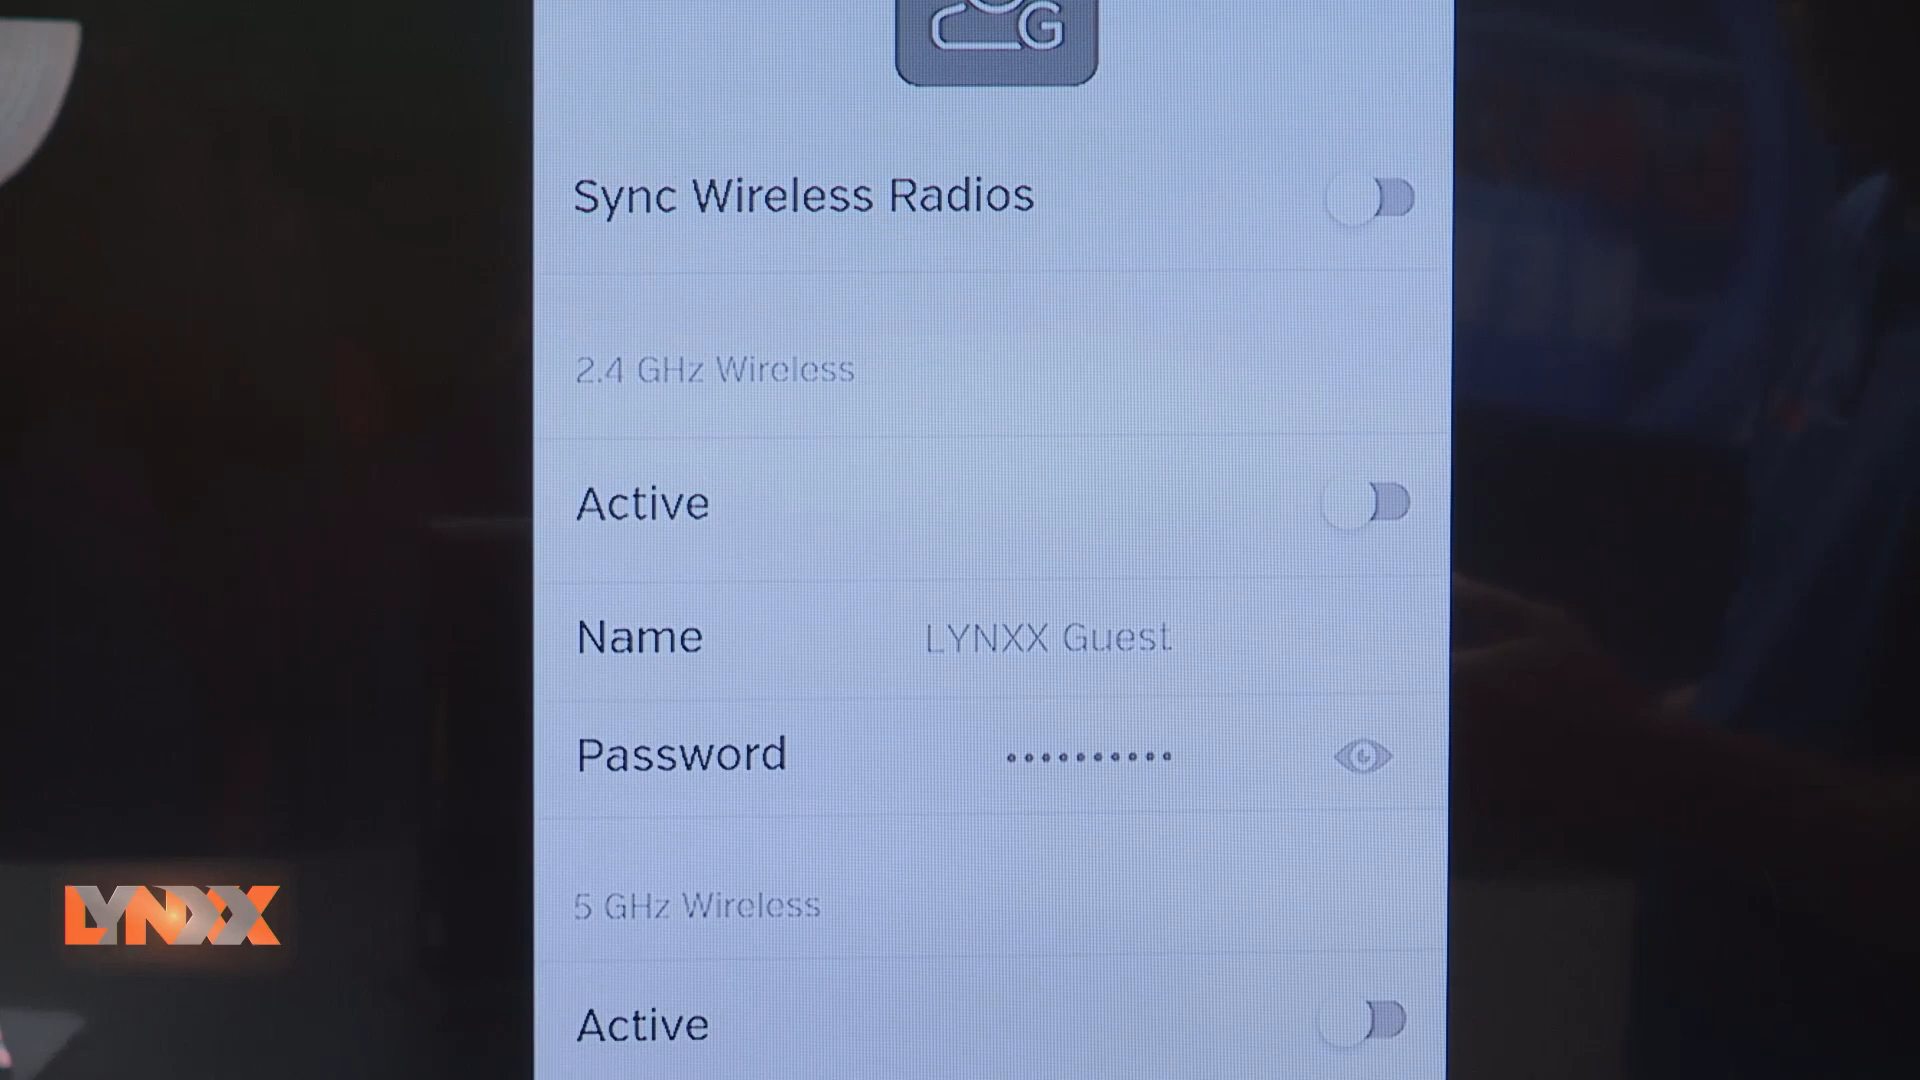 G
Sync Wireless Radios
2.4 GHz Wireless
Active
Name LYNXX Guest
Password ••••••••••
5 GHz Wireless
Active
LYNXX